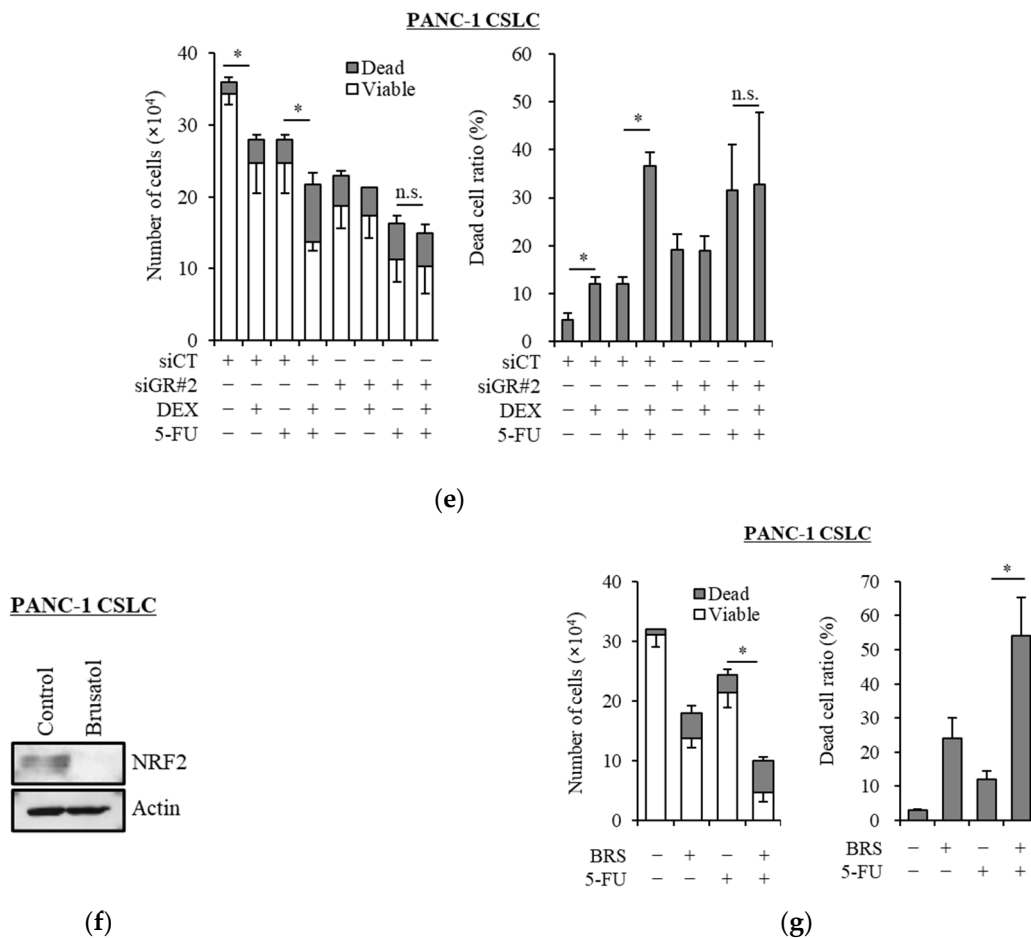 PANC-1 CSLC
Number of cells (×10⁴)
40
30
20
10
0
Dead
Viable
*
*
n.s.
Dead cell ratio (%)
60
50
40
30
20
10
0
*
*
n.s.
siCT + + + + − − − −
siGR#2 − − − − + + + +
DEX − + − + − + − +
5-FU − − + + − − + +
siCT + + + + − − − −
siGR#2 − − − − + + + +
DEX − + − + − + − +
5-FU − − + + − − + +
(e)
PANC-1 CSLC
Control
Brusatol
NRF2
Actin
(f)
PANC-1 CSLC
Number of cells (×10⁴)
40
30
20
10
0
Dead
Viable
*
BRS − + − +
5-FU − − + +
Dead cell ratio (%)
70
60
50
40
30
20
10
0
*
BRS − + − +
5-FU − − + +
(g)